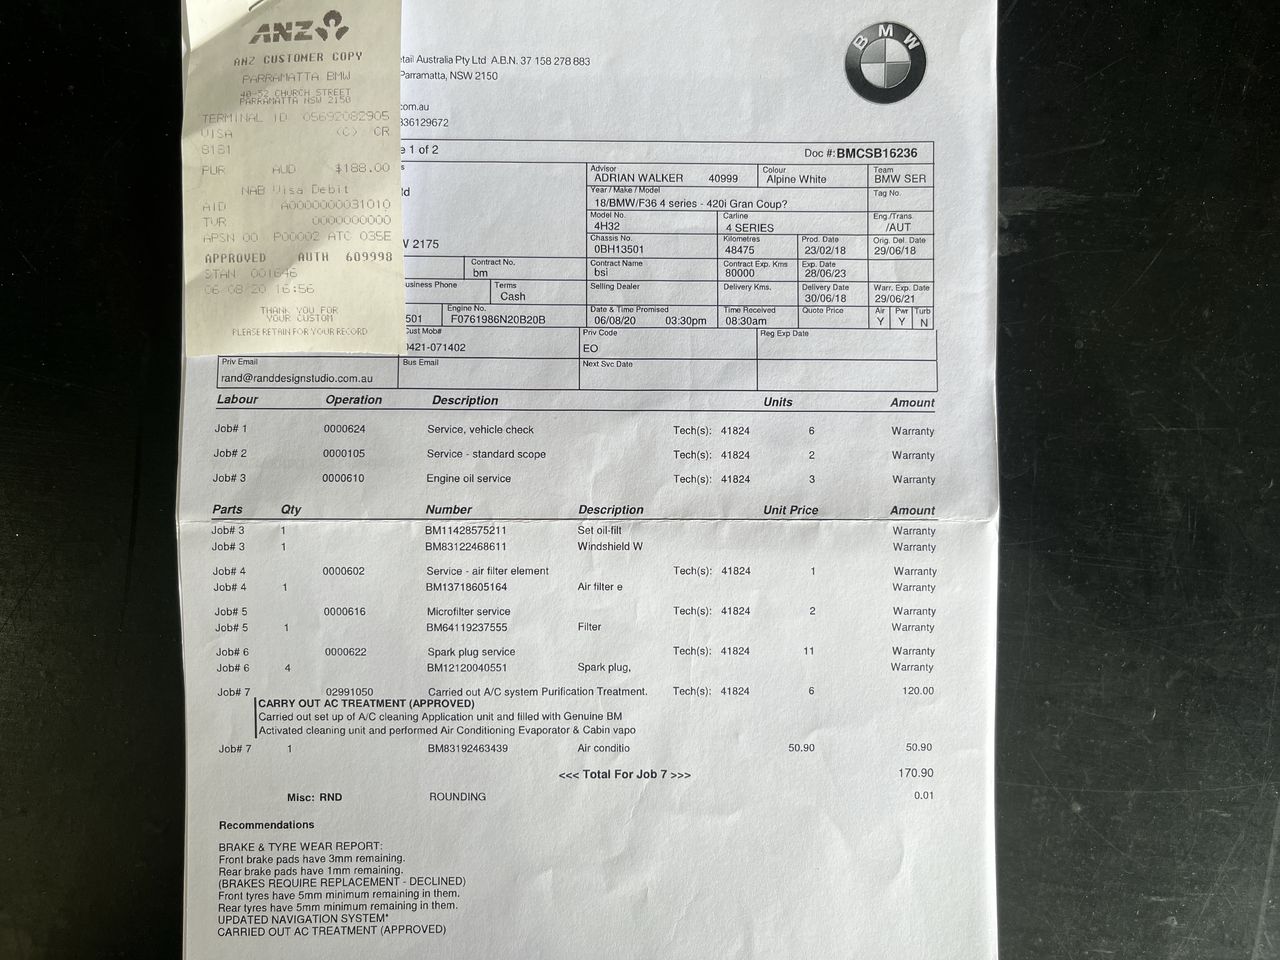 ANZ
ANZ CUSTOMER COPY
PARRAMATTA BMW
40-52 CHURCH STREET
PARRAMATTA NSW 2150
TERMINAL ID 05692082905
VISA (C) CR
8181
PUR AUD $188.00
NAB Visa Debit
AID A0000000031010
TVR 0000000000
APSN 00 P00002 ATC 035E
APPROVED AUTH 609998
STAN 001646
06-08-20 16:56
THANK YOU FOR
YOUR CUSTOM
PLEASE RETAIN FOR YOUR RECORD
BMW
tail Australia Pty Ltd A.B.N. 37 158 278 883
Parramatta, NSW 2150
com.au
836129672
e 1 of 2 Doc #: BMCSB16236
Advisor Colour Team
ADRIAN WALKER 40999 Alpine White BMW SER
Year / Make / Model Tag No.
18/BMW/F36 4 series - 420i Gran Coup?
Model No. Carline Eng./Trans.
4H32 4 SERIES /AUT
Chassis No. Kilometres Prod. Date Orig. Del. Date
W 2175 0BH13501 48475 23/02/18 29/06/18
Contract No. Contract Name Contract Exp. Kms Exp. Date
bm bsi 80000 28/06/23
usiness Phone Terms Selling Dealer Delivery Kms. Delivery Date Warr. Exp. Date
Cash 30/06/18 29/06/21
Engine No. Date & Time Promised Time Received Quote Price Air Pwr Turb
501 F0761986N20B20B 06/08/20 03:30pm 08:30am Y Y N
Cust Mob# Priv Code Reg Exp Date
0421-071402 EO
Priv Email Bus Email Next Svc Date
rand@randdesignstudio.com.au
Labour Operation Description Units Amount
Job# 1 0000624 Service, vehicle check Tech(s): 41824 6 Warranty
Job# 2 0000105 Service - standard scope Tech(s): 41824 2 Warranty
Job# 3 0000610 Engine oil service Tech(s): 41824 3 Warranty
Parts Qty Number Description Unit Price Amount
Job# 3 1 BM11428575211 Set oil-filt Warranty
Job# 3 1 BM83122468611 Windshield W Warranty
Job# 4 0000602 Service - air filter element Tech(s): 41824 1 Warranty
Job# 4 1 BM13718605164 Air filter e Warranty
Job# 5 0000616 Microfilter service Tech(s): 41824 2 Warranty
Job# 5 1 BM64119237555 Filter Warranty
Job# 6 0000622 Spark plug service Tech(s): 41824 11 Warranty
Job# 6 4 BM12120040551 Spark plug, Warranty
Job# 7 02991050 Carried out A/C system Purification Treatment. Tech(s): 41824 6 120.00
CARRY OUT AC TREATMENT (APPROVED)
Carried out set up of A/C cleaning Application unit and filled with Genuine BM
Activated cleaning unit and performed Air Conditioning Evaporator & Cabin vapo
Job# 7 1 BM83192463439 Air conditio 50.90 50.90
<<< Total For Job 7 >>> 170.90
Misc: RND ROUNDING 0.01
Recommendations
BRAKE & TYRE WEAR REPORT:
Front brake pads have 3mm remaining.
Rear brake pads have 1mm remaining.
(BRAKES REQUIRE REPLACEMENT - DECLINED)
Front tyres have 5mm minimum remaining in them.
Rear tyres have 5mm minimum remaining in them.
UPDATED NAVIGATION SYSTEM*
CARRIED OUT AC TREATMENT (APPROVED)